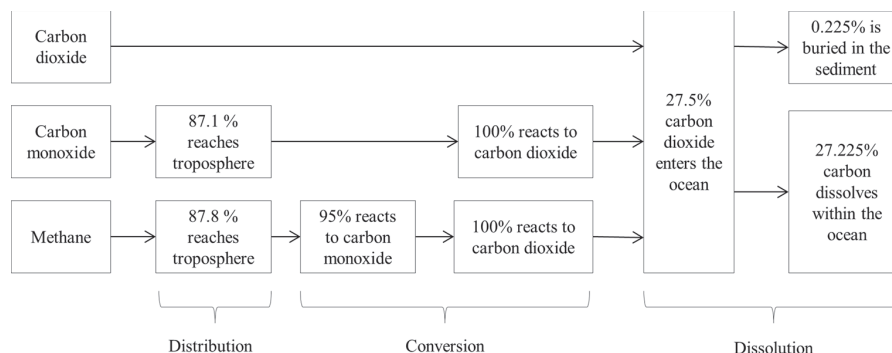 Carbon
dioxide
0.225% is
buried in the
sediment
Carbon
monoxide
87.1 %
reaches
troposphere
100% reacts to
carbon dioxide
27.5%
carbon
dioxide
enters the
ocean
27.225%
carbon
dissolves
within the
ocean
Methane
87.8 %
reaches
troposphere
95% reacts
to carbon
monoxide
100% reacts to
carbon dioxide
Distribution
Conversion
Dissolution